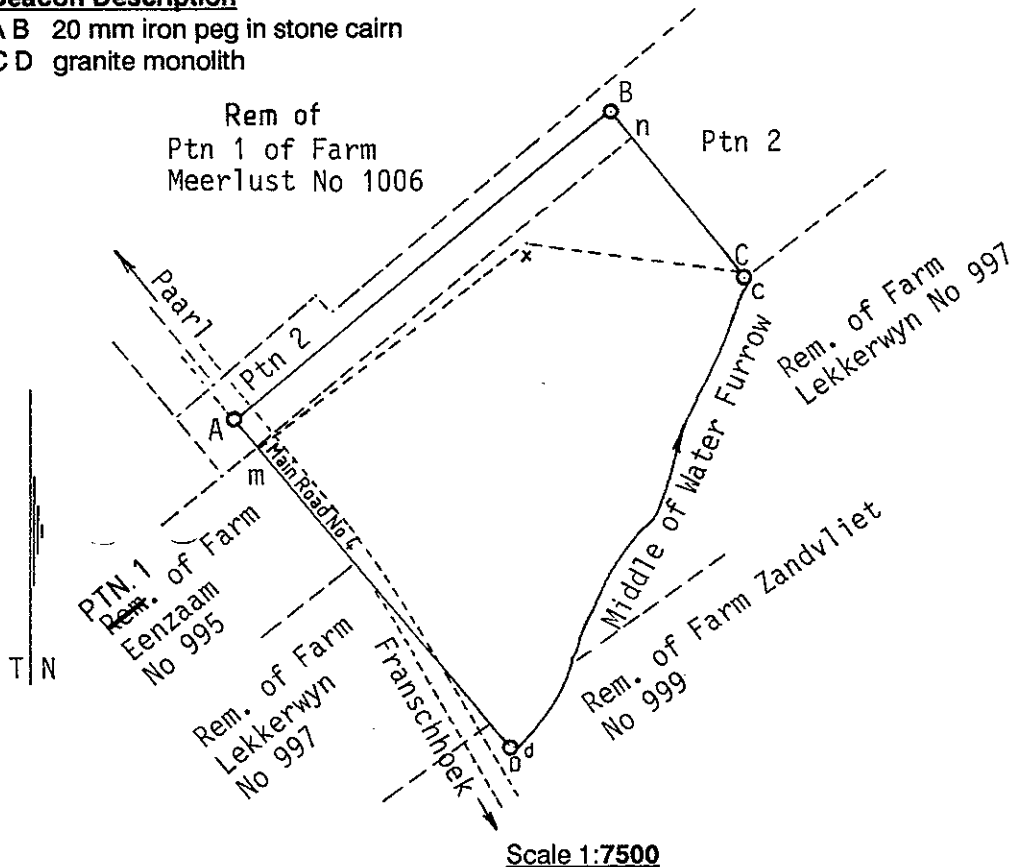 Beacon Description
A B 20 mm iron peg in stone cairn
C D granite monolith
Rem of
Ptn 1 of Farm
Meerlust No 1006
B
n
Ptn 2
x
C
c
Paarl
Ptn 2
A
m
Main Road No 4
Rem. of Farm
Lekkerwyn No 997
Middle of Water Furrow
PTN.1
Rem. of Farm
Eenzaam
No 995
Rem. of Farm
Lekkerwyn
No 997
Franschhoek
Rem. of Farm Zandvliet
No 999
T N
D d
Scale 1:7500